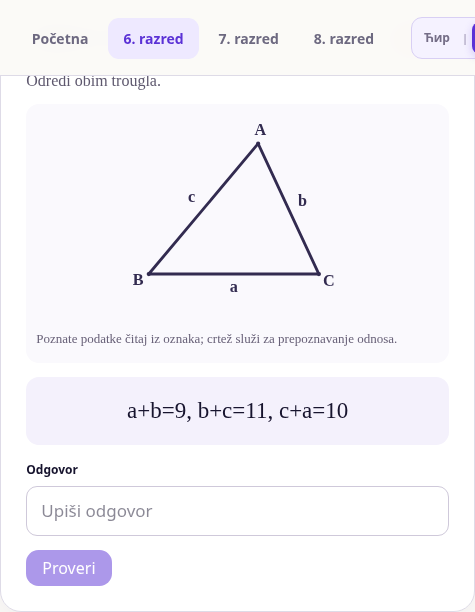 Početna 6. razred 7. razred 8. razred Ћир |
Odredi obim trougla.
A
c b
B C
a
Poznate podatke čitaj iz oznaka; crtež služi za prepoznavanje odnosa.
a+b=9, b+c=11, c+a=10
Odgovor
Upiši odgovor
Proveri